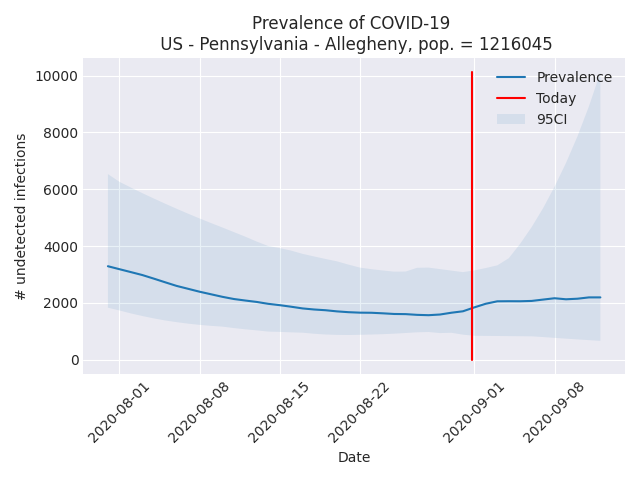 Prevalence of COVID-19
US - Pennsylvania - Allegheny, pop. = 1216045
Prevalence
Today
95CI
10000
8000
6000
4000
2000
0
# undetected infections
2020-08-01
2020-08-08
2020-08-15
2020-08-22
2020-09-01
2020-09-08
Date